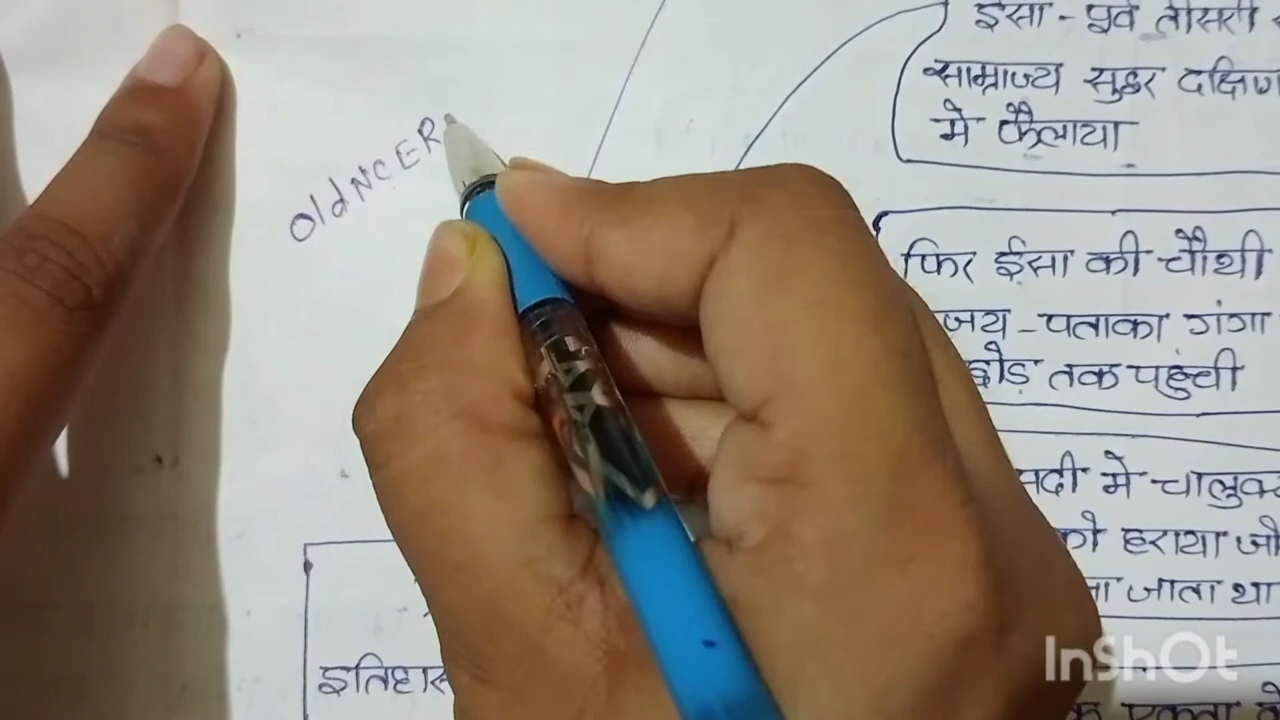 OldNCER
ईसा - पूर्व तीसरी
साम्राज्य सुदूर दक्षिण
मे फैलाया
फिर ईसा की चौथी
जय - पताका गंगा
छोड़ तक पहुंची
सदी मे चालुक्य
को हराया जो
जाता था
इतिहास
InShOt